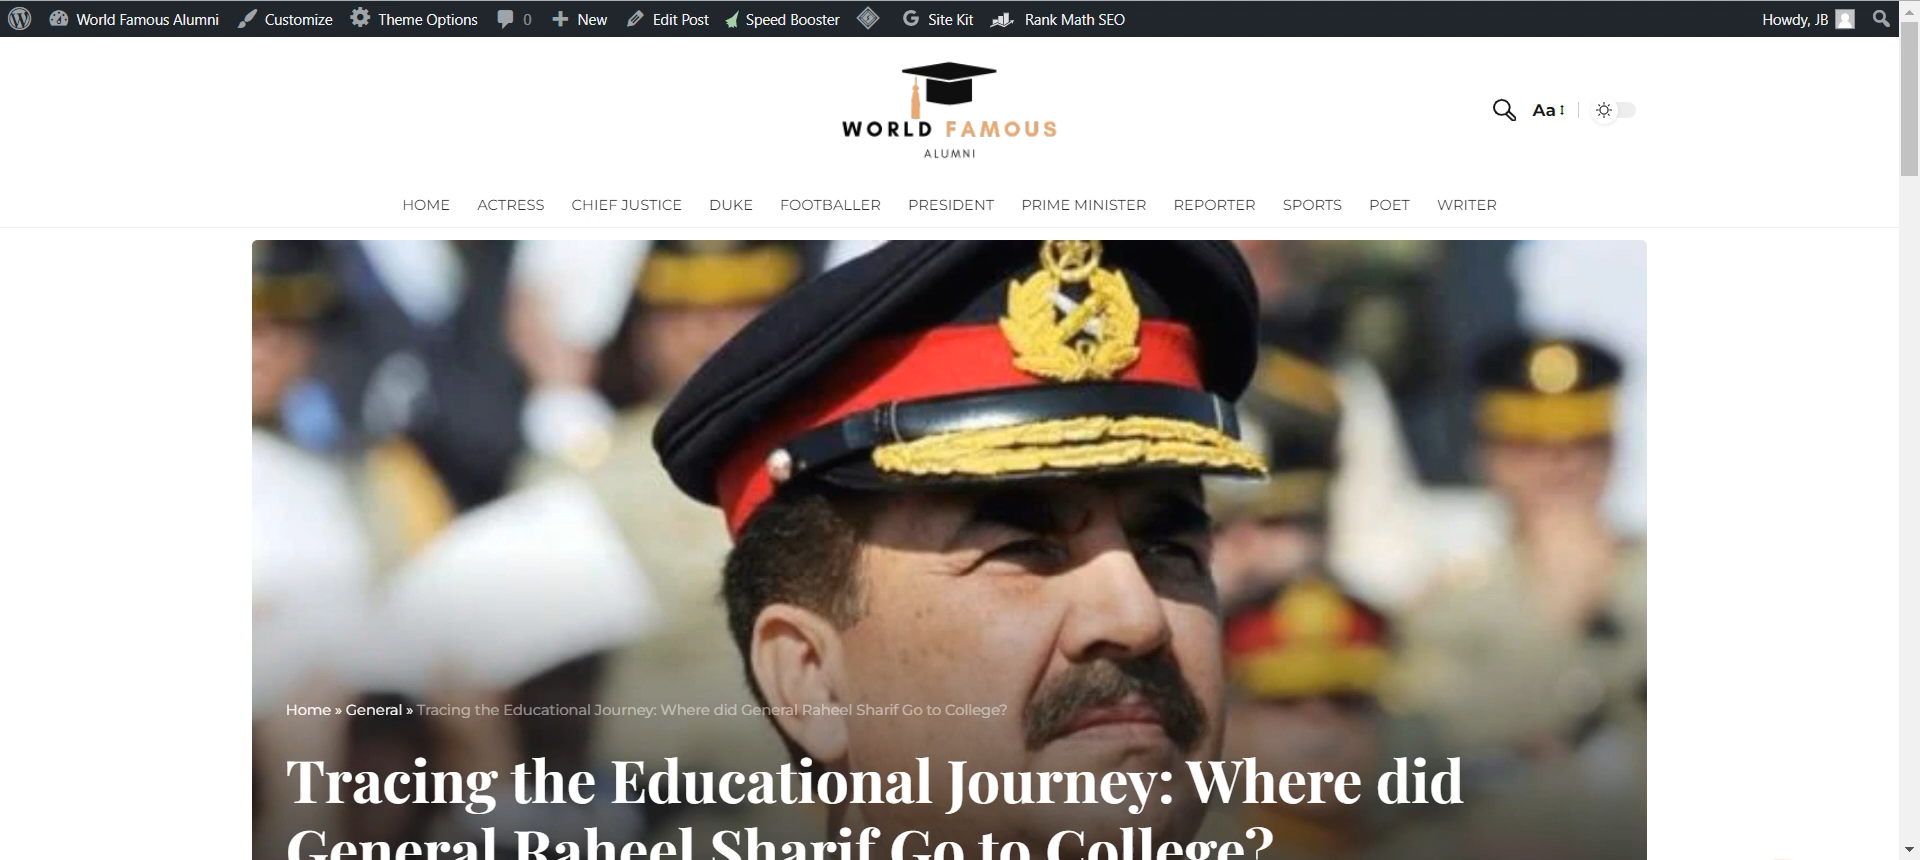 World Famous Alumni Customize Theme Options 0 New Edit Post Speed Booster Site Kit Rank Math SEO Howdy, JB
WORLD FAMOUS
ALUMNI
Aa
HOME ACTRESS CHIEF JUSTICE DUKE FOOTBALLER PRESIDENT PRIME MINISTER REPORTER SPORTS POET WRITER
Home » General » Tracing the Educational Journey: Where did General Raheel Sharif Go to College?
Tracing the Educational Journey: Where did
General Raheel Sharif Go to College?